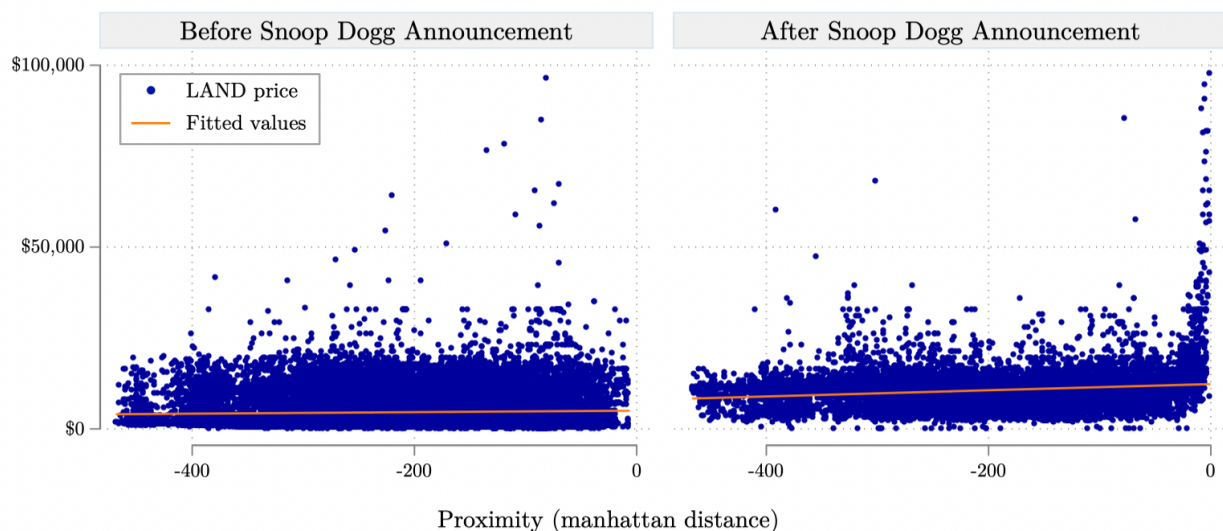 Before Snoop Dogg Announcement
After Snoop Dogg Announcement
$100,000
$50,000
$0
LAND price
Fitted values
-400
-200
0
-400
-200
0
Proximity (manhattan distance)